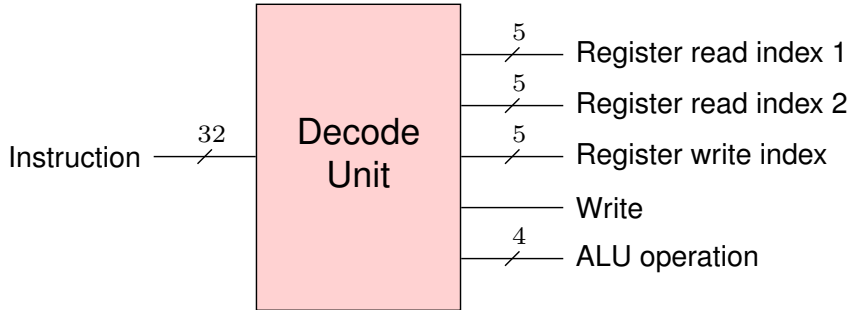 5
Register read index 1
5
Register read index 2
32
Instruction
Decode
Unit
5
Register write index
Write
4
ALU operation